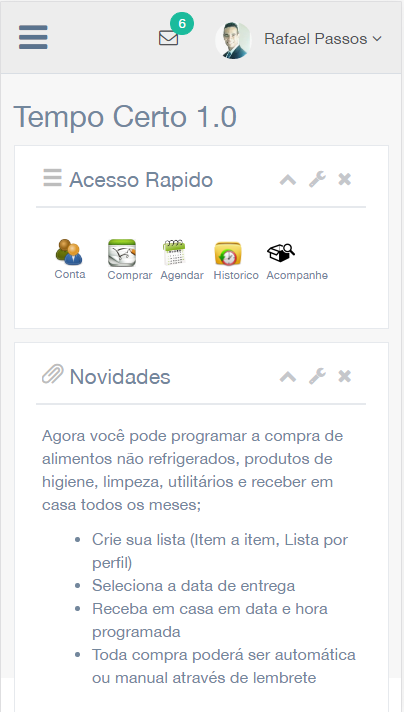 6
Rafael Passos
Tempo Certo 1.0
Acesso Rapido
Conta Comprar Agendar Historico Acompanhe
Novidades
Agora você pode programar a compra de
alimentos não refrigerados, produtos de
higiene, limpeza, utilitários e receber em
casa todos os meses;
• Crie sua lista (Item a item, Lista por
perfil)
• Seleciona a data de entrega
• Receba em casa em data e hora
programada
• Toda compra poderá ser automática
ou manual através de lembrete